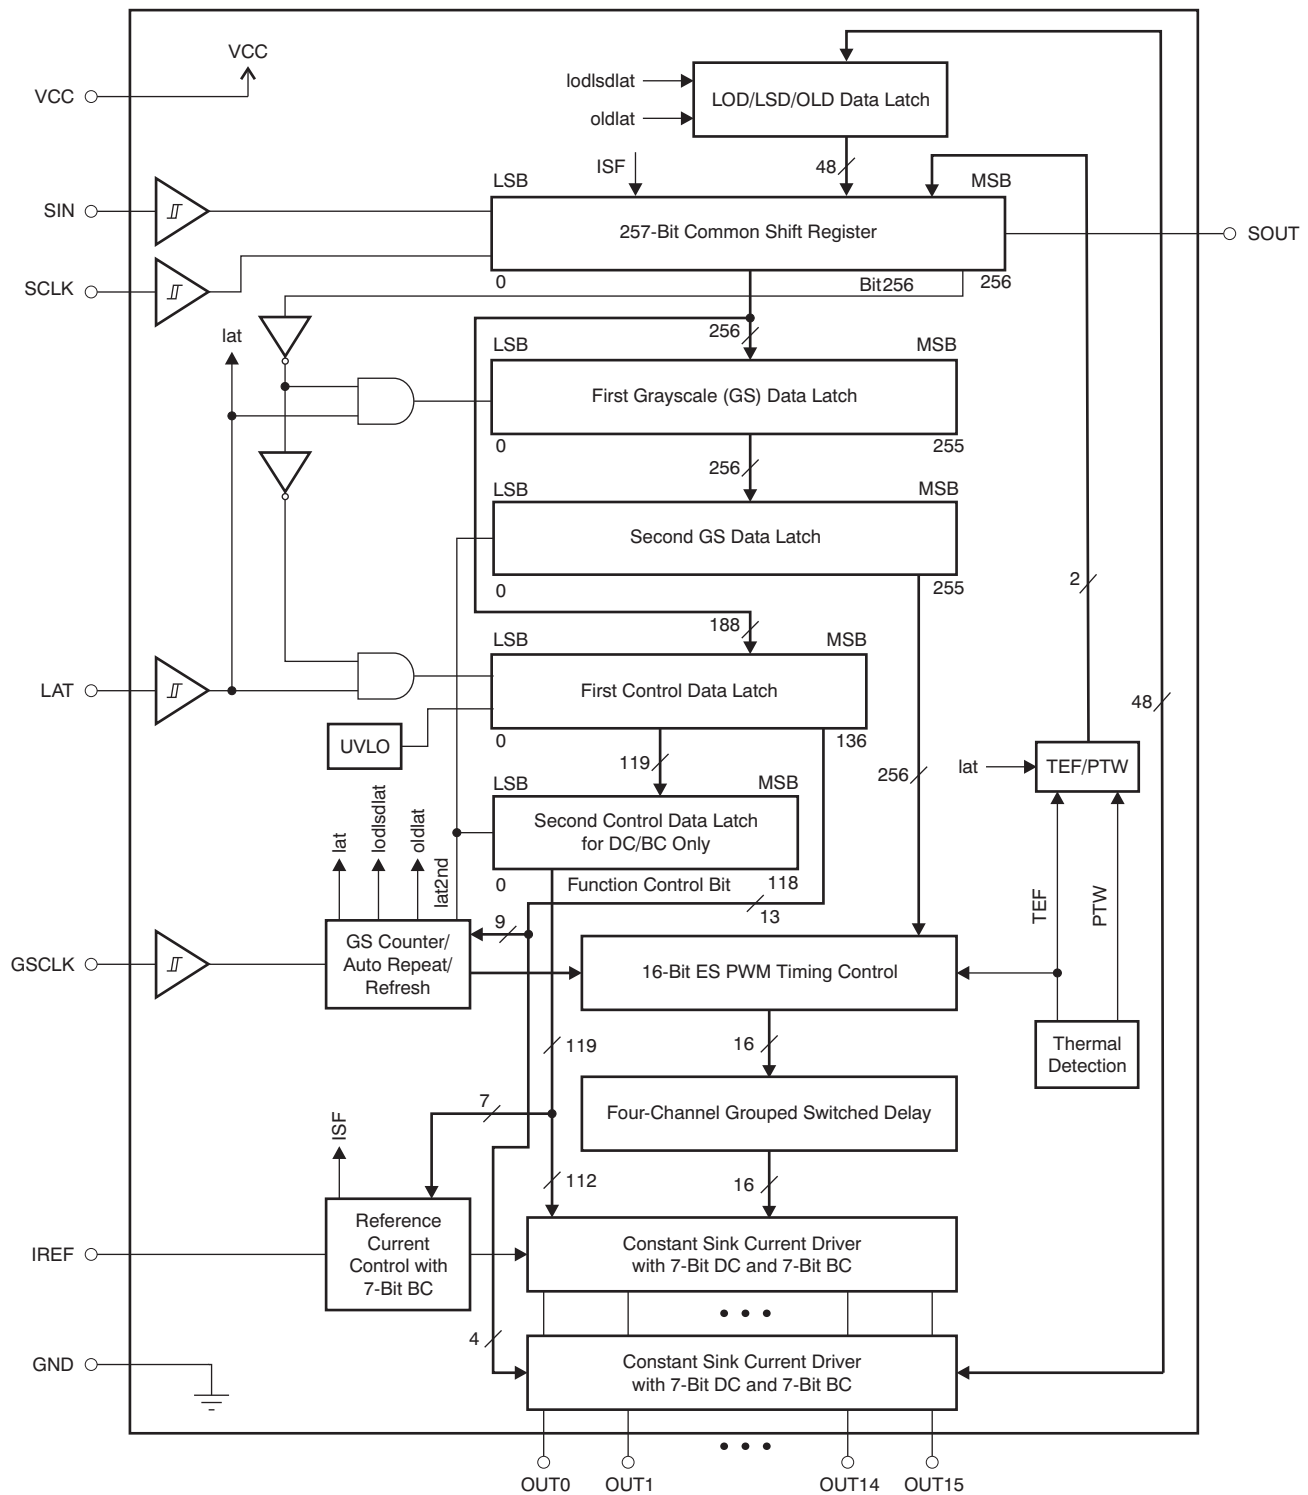 VCC
VCC
lodlsdlat
oldlat
LOD/LSD/OLD Data Latch
ISF
48
LSB
MSB
SIN
257-Bit Common Shift Register
SOUT
SCLK
0
Bit256
256
lat
256
LSB
MSB
First Grayscale (GS) Data Latch
0
255
256
LSB
MSB
Second GS Data Latch
0
255
2
188
LSB
MSB
LAT
First Control Data Latch
48
UVLO
0
136
119
256
lat
TEF/PTW
LSB
MSB
Second Control Data Latch
for DC/BC Only
lat
lodlsdlat
oldlat
lat2nd
0
Function Control Bit
118
13
TEF
PTW
9
GSCLK
GS Counter/
Auto Repeat/
Refresh
16-Bit ES PWM Timing Control
119
16
Thermal
Detection
7
Four-Channel Grouped Switched Delay
ISF
112
16
IREF
Reference
Current
Control with
7-Bit BC
Constant Sink Current Driver
with 7-Bit DC and 7-Bit BC
4
GND
Constant Sink Current Driver
with 7-Bit DC and 7-Bit BC
OUT0
OUT1
OUT14
OUT15